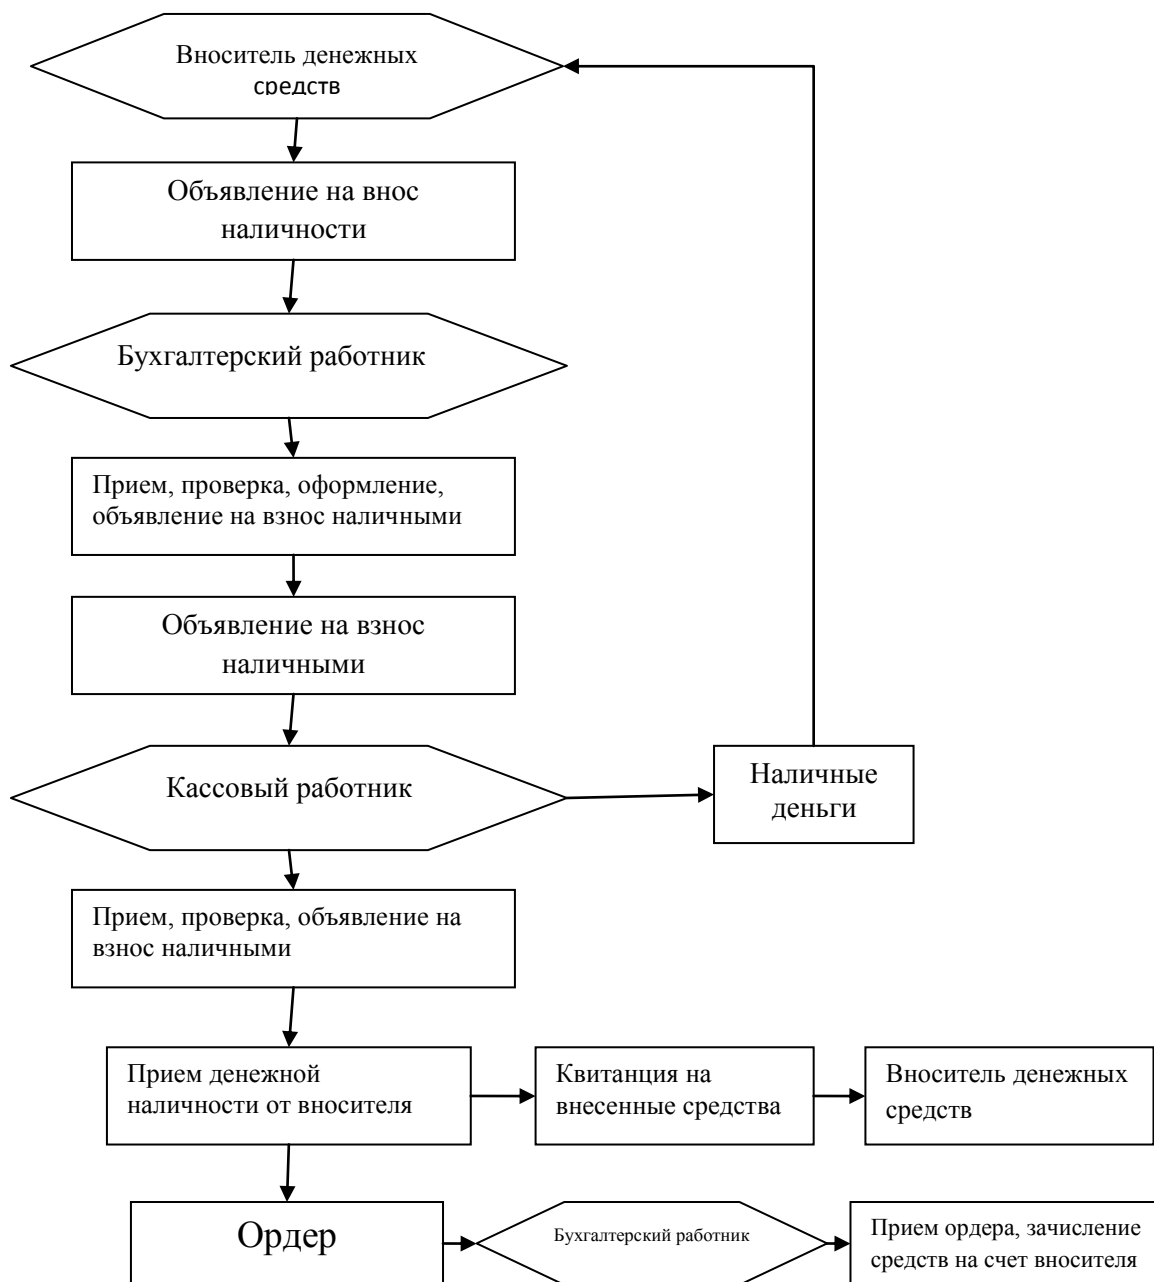 Вноситель денежных
средств
Объявление на внос
наличности
Бухгалтерский работник
Прием, проверка, оформление,
объявление на взнос наличными
Объявление на взнос
наличными
Кассовый работник
Наличные
деньги
Прием, проверка, объявление на
взнос наличными
Прием денежной
наличности от вносителя
Квитанция на
внесенные средства
Вноситель денежных
средств
Ордер
Бухгалтерский работник
Прием ордера, зачисление
средств на счет вносителя